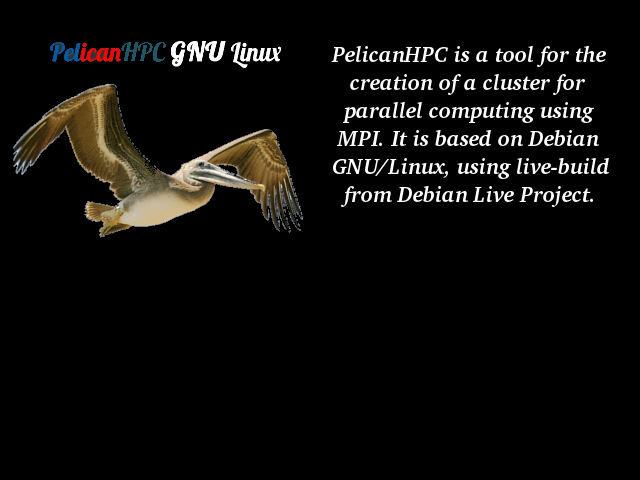 PelicanHPC GNU Linux
PelicanHPC is a tool for the
creation of a cluster for
parallel computing using
MPI. It is based on Debian
GNU/Linux, using live-build
from Debian Live Project.